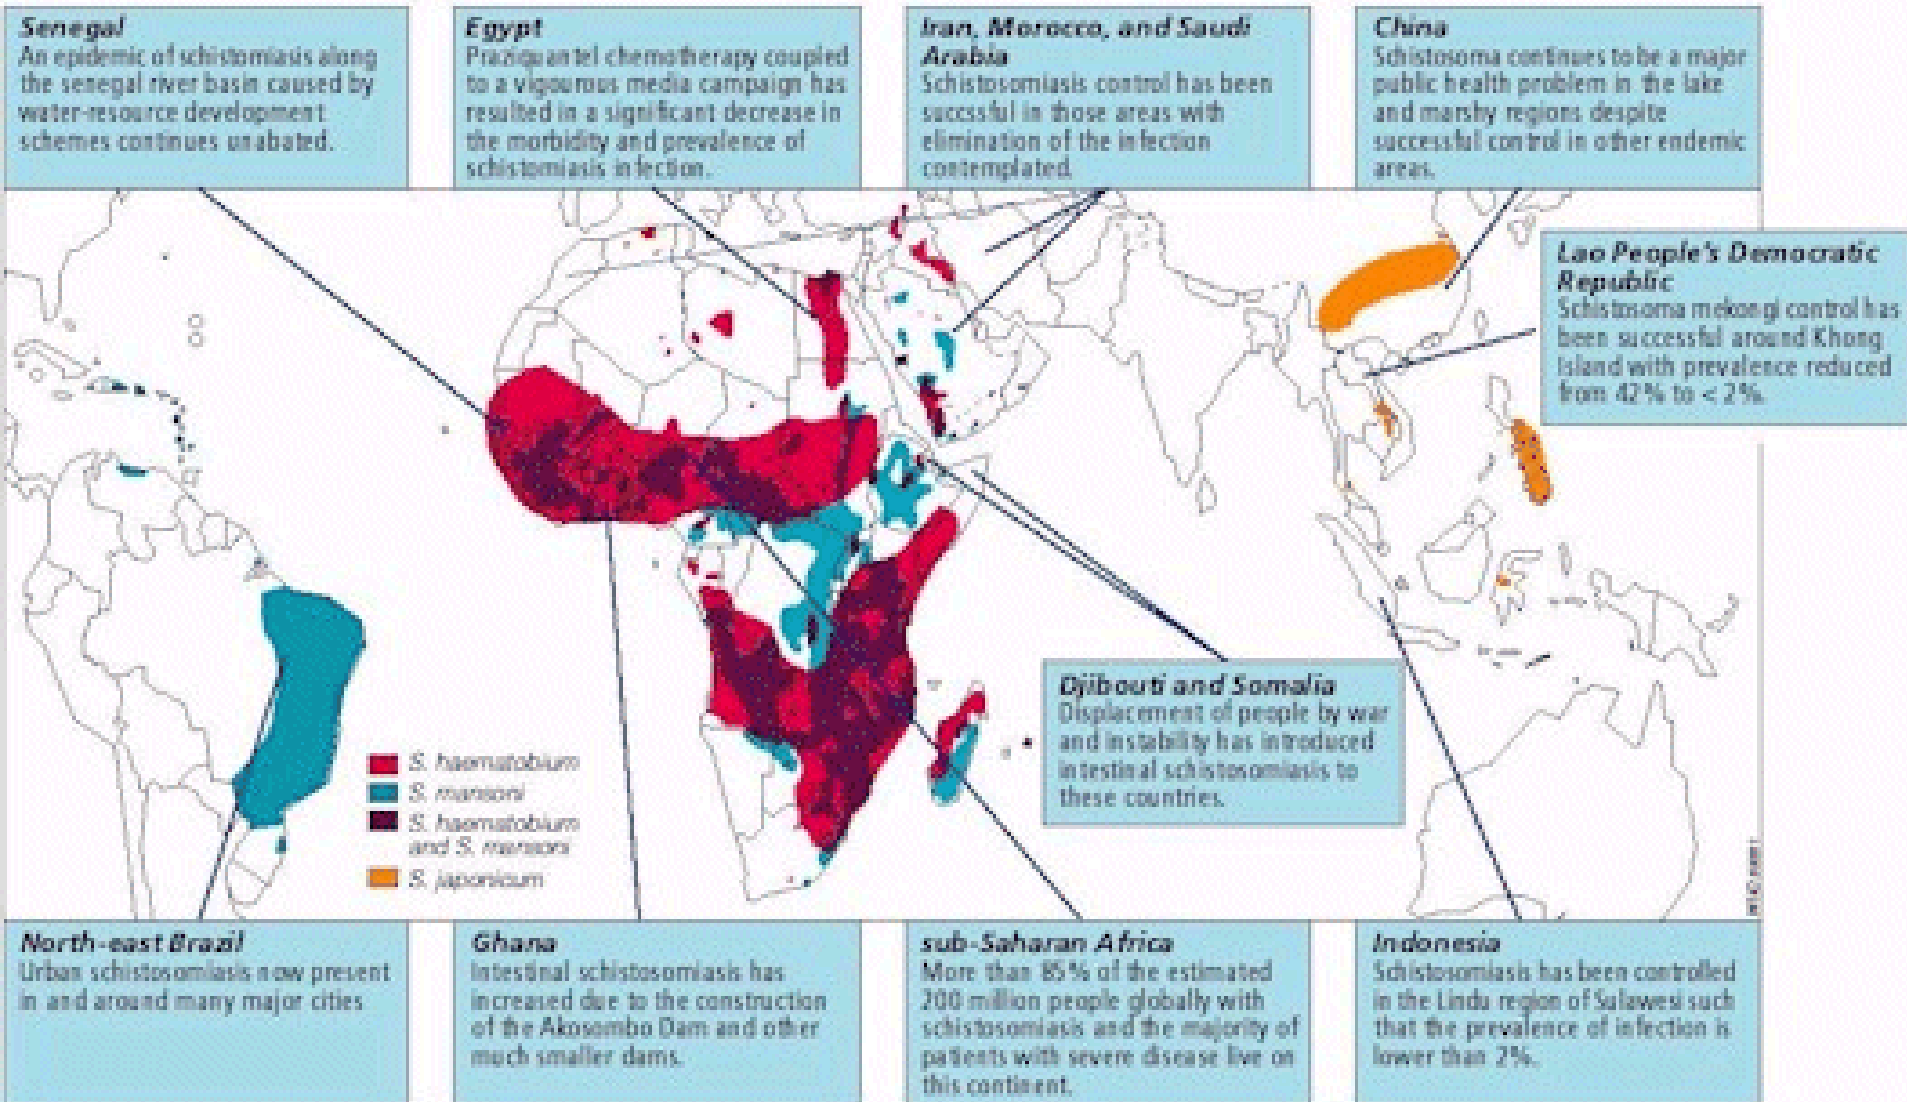 Senegal
An epidemic of schistomiasis along
the senegal river basin caused by
water-resource development
schemes continues unabated.
Egypt
Praziquantel chemotherapy coupled
to a vigourous media campaign has
resulted in a significant decrease in
the morbidity and prevalence of
schistomiasis infection.
Iran, Morocco, and Saudi
Arabia
Schistosomiasis control has been
succssful in those areas with
elimination of the infection
contemplated.
China
Schistosoma continues to be a major
public health problem in the lake
and marshy regions despite
successful control in other endemic
areas.
Lao People's Democratic
Republic
Schistosoma mekongi control has
been successful around Khong
Island with prevalence reduced
from 42% to < 2%.
Djibouti and Somalia
Displacement of people by war
and instability has introduced
intestinal schistosomiasis to
these countries.
S. haematobium
S. mansoni
S. haematobium
and S. mansoni
S. japonicum
North-east Brazil
Urban schistosomiasis now present
in and around many major cities
Ghana
Intestinal schistosomiasis has
increased due to the construction
of the Akosombo Dam and other
much smaller dams.
sub-Saharan Africa
More than 85% of the estimated
200 million people globally with
schistosomiasis and the majority of
patients with severe disease live on
this continent.
Indonesia
Schistosomiasis has been controlled
in the Lindu region of Sulawesi such
that the prevalence of infection is
lower than 2%.